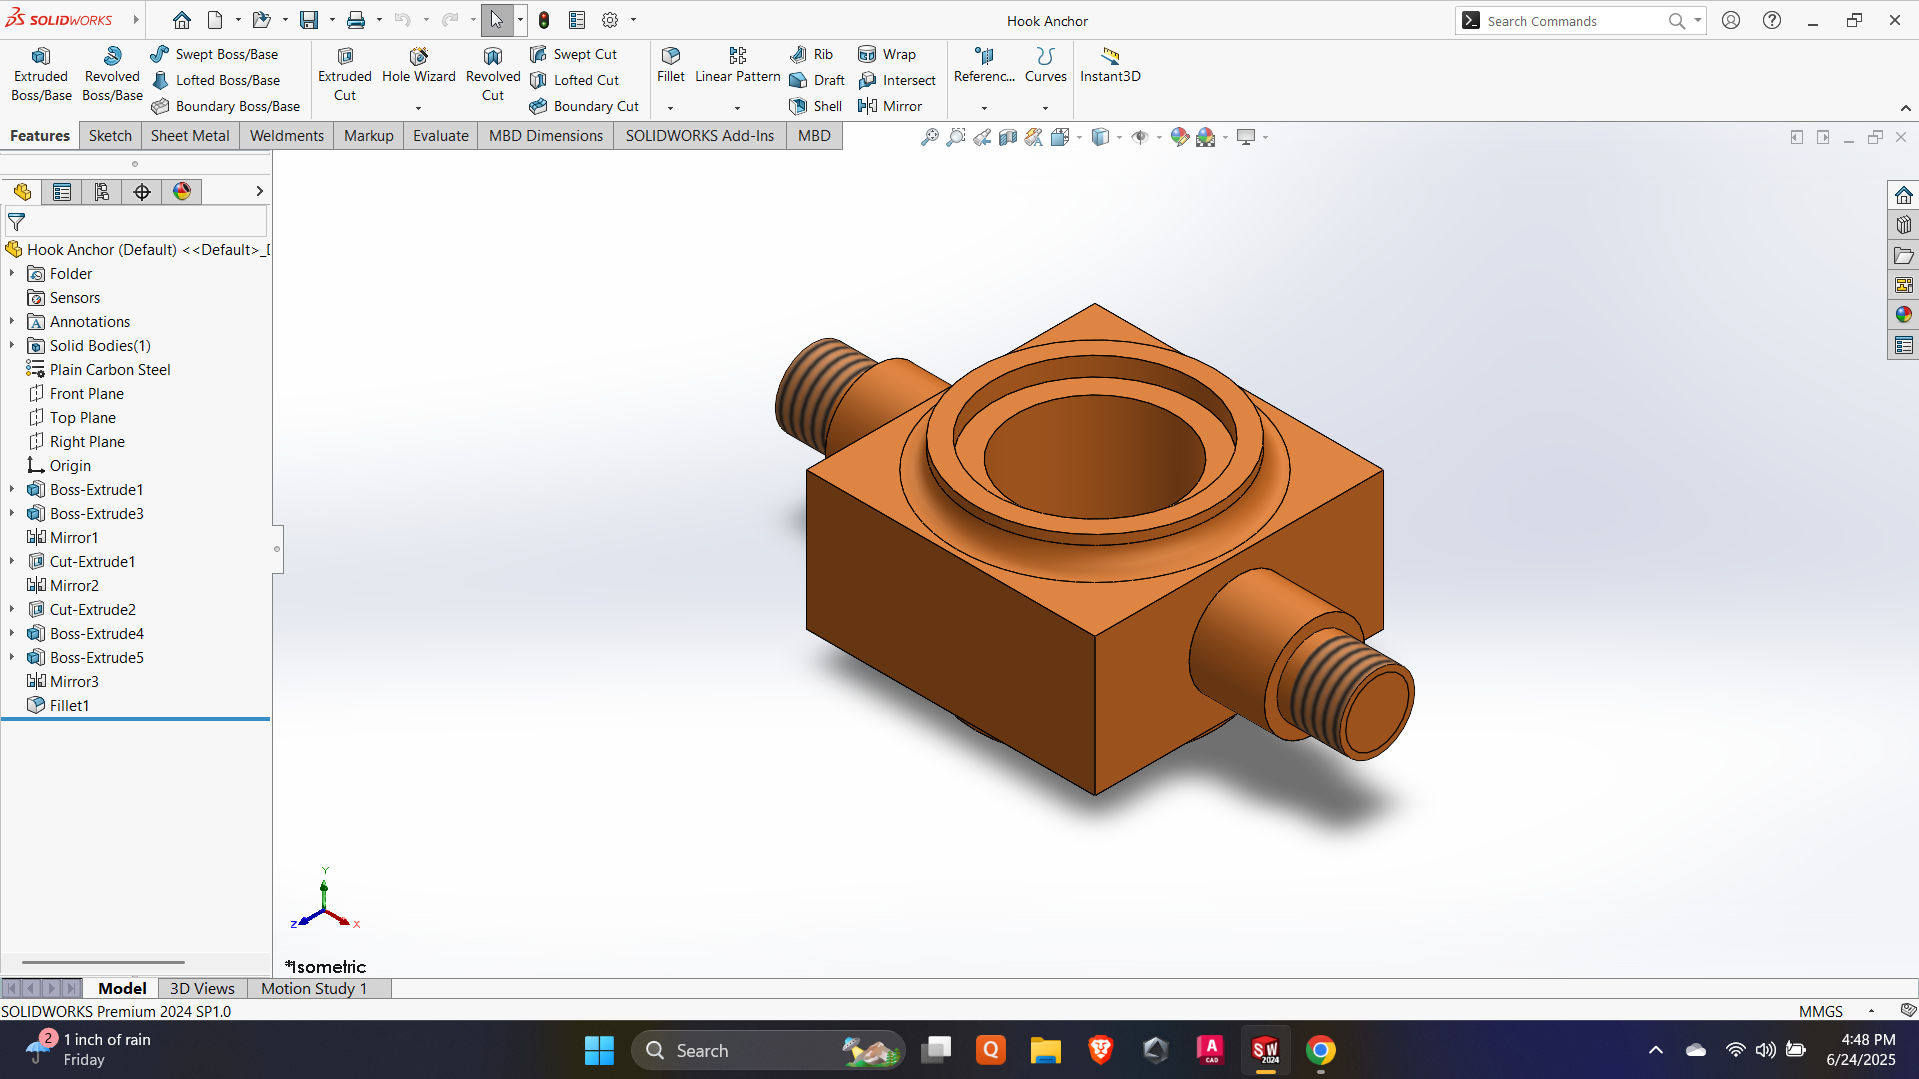 SOLIDWORKS
Hook Anchor
Search Commands
Extruded Boss/Base
Revolved Boss/Base
Swept Boss/Base
Lofted Boss/Base
Boundary Boss/Base
Extruded Cut
Hole Wizard
Revolved Cut
Swept Cut
Lofted Cut
Boundary Cut
Fillet
Linear Pattern
Rib
Draft
Shell
Wrap
Intersect
Mirror
Referenc...
Curves
Instant3D
Features
Sketch
Sheet Metal
Weldments
Markup
Evaluate
MBD Dimensions
SOLIDWORKS Add-Ins
MBD
Hook Anchor (Default) <<Default>_
Folder
Sensors
Annotations
Solid Bodies(1)
Plain Carbon Steel
Front Plane
Top Plane
Right Plane
Origin
Boss-Extrude1
Boss-Extrude3
Mirror1
Cut-Extrude1
Mirror2
Cut-Extrude2
Boss-Extrude4
Boss-Extrude5
Mirror3
Fillet1
Y
Z
X
*Isometric
Model
3D Views
Motion Study 1
SOLIDWORKS Premium 2024 SP1.0
MMGS
2
1 inch of rain
Friday
Search
Q
A
CAD
SW
2024
4:48 PM
6/24/2025